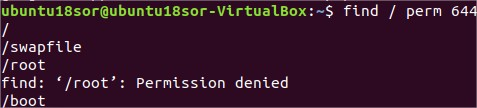 ubuntu18sor@ubuntu18sor-VirtualBox:~$ find / perm 644
/
/swapfile
/root
find: ‘/root’: Permission denied
/boot